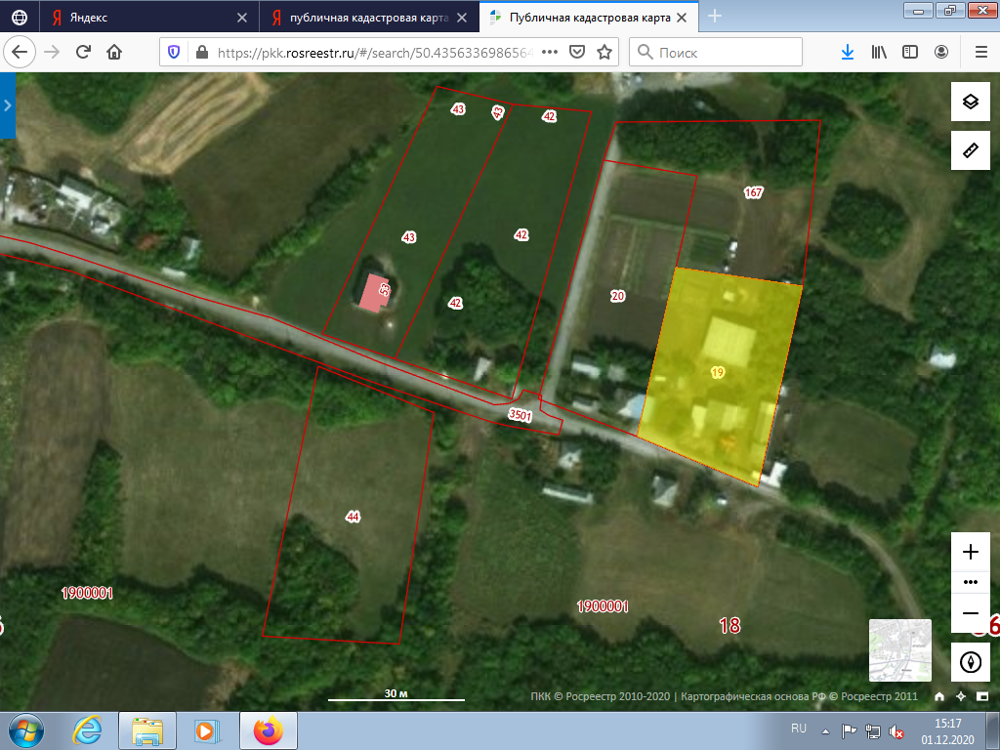 Яндекс
публичная кадастровая карта
Публичная кадастровая карта
https://pkk.rosreestr.ru/#/search/50.4356336986564
Поиск
43
43
42
167
43
42
53
20
42
19
3501
44
1900001
1900001
18
30 м
ПКК © Росреестр 2010-2020 | Картографическая основа РФ © Росреестр 2011
RU
15:17
01.12.2020